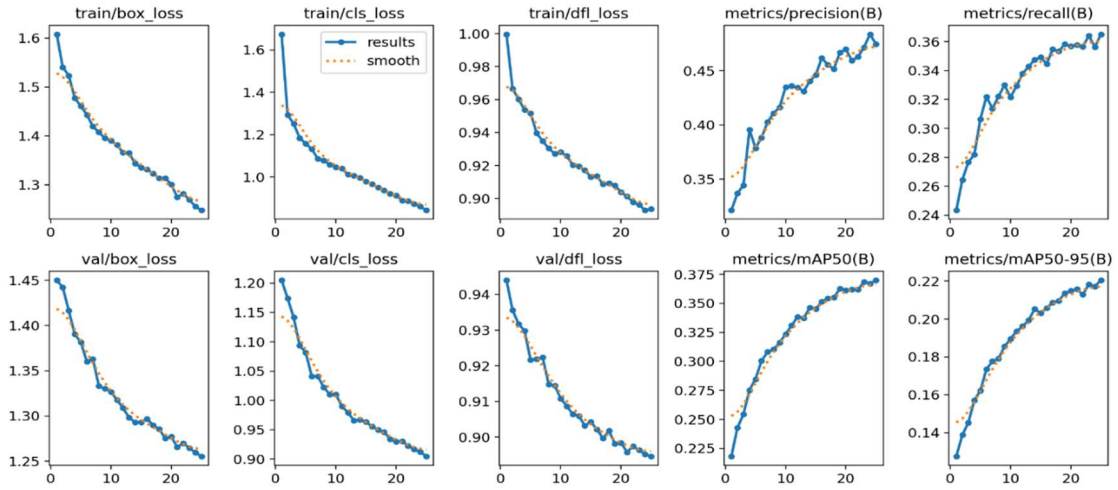 train/box_loss
train/cls_loss
train/dfl_loss
metrics/precision(B)
metrics/recall(B)
1.6
1.5
1.4
1.3
0 10 20
1.6
1.4
1.2
1.0
0 10 20
results
smooth
1.00
0.98
0.96
0.94
0.92
0.90
0 10 20
0.45
0.40
0.35
0 10 20
0.36
0.34
0.32
0.30
0.28
0.26
0.24
0 10 20
val/box_loss
val/cls_loss
val/dfl_loss
metrics/mAP50(B)
metrics/mAP50-95(B)
1.45
1.40
1.35
1.30
1.25
0 10 20
1.20
1.15
1.10
1.05
1.00
0.95
0.90
0 10 20
0.94
0.93
0.92
0.91
0.90
0 10 20
0.375
0.350
0.325
0.300
0.275
0.250
0.225
0 10 20
0.22
0.20
0.18
0.16
0.14
0 10 20